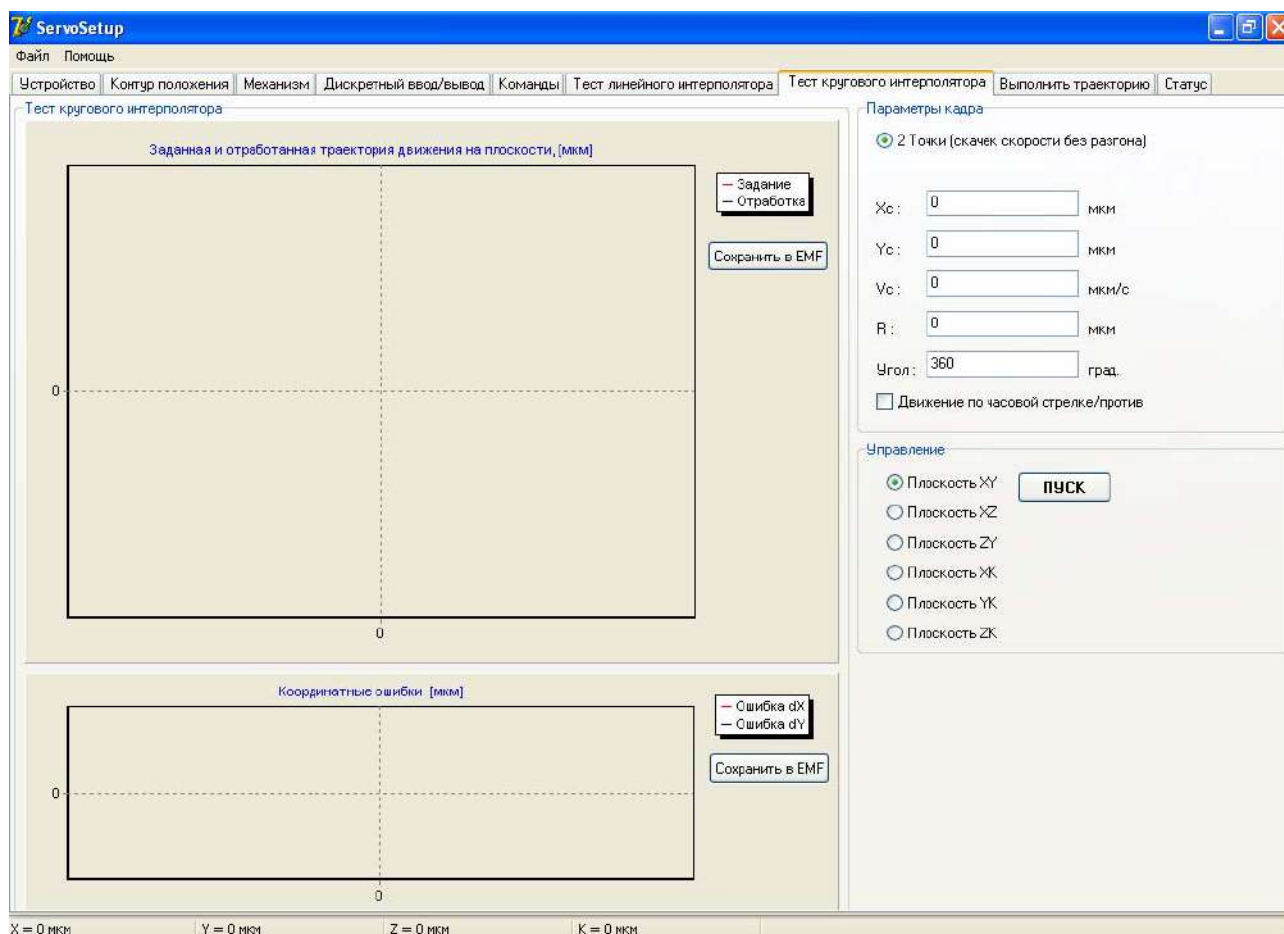 ServoSetup
Файл Помощь
Устройство Контур положения Механизм Дискретный ввод/вывод Команды Тест линейного интерполятора Тест кругового интерполятора Выполнить траекторию Статус
Тест кругового интерполятора
Заданная и отработанная траектория движения на плоскости, [мкм]
Задание
Отработка
Сохранить в EMF
0
0
Координатные ошибки [мкм]
Ошибка dX
Ошибка dY
Сохранить в EMF
0
0
Параметры кадра
2 Точки (скачек скорости без разгона)
Xc : 0 мкм
Yc : 0 мкм
Vc : 0 мкм/с
R : 0 мкм
Угол : 360 град.
Движение по часовой стрелке/против
Управление
Плоскость XY ПУСК
Плоскость XZ
Плоскость ZY
Плоскость XK
Плоскость YK
Плоскость ZK
X = 0 мкм Y = 0 мкм Z = 0 мкм K = 0 мкм